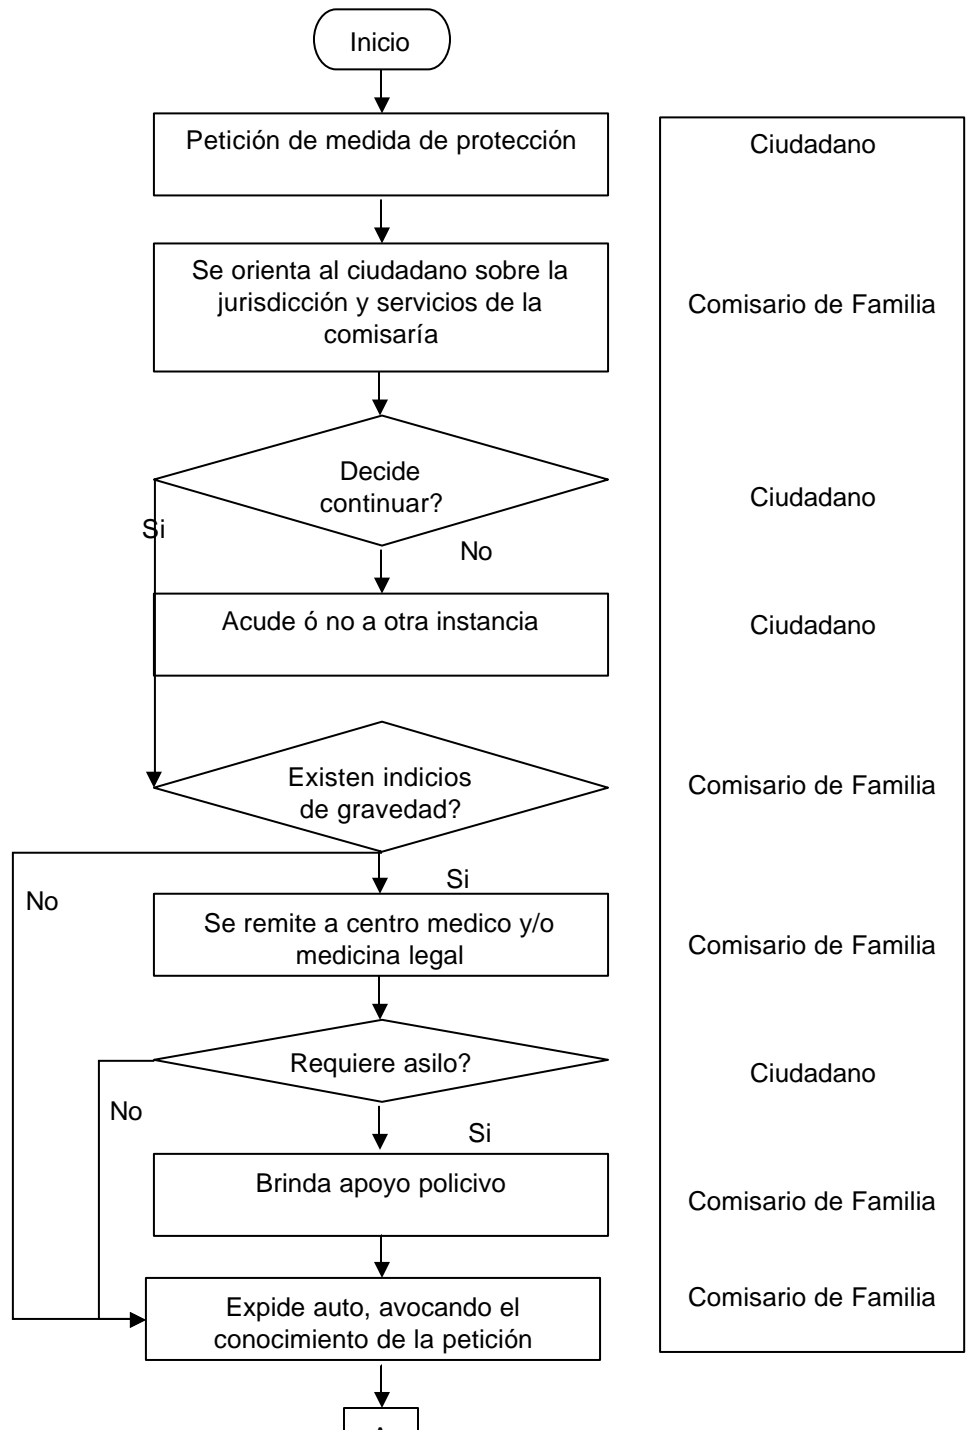 Inicio
Petición de medida de protección
Ciudadano
Se orienta al ciudadano sobre la
jurisdicción y servicios de la
comisaría
Comisario de Familia
Decide
continuar?
Ciudadano
Si
No
Acude ó no a otra instancia
Ciudadano
Existen indicios
de gravedad?
Comisario de Familia
Si
No
Se remite a centro medico y/o
medicina legal
Comisario de Familia
Requiere asilo?
Ciudadano
No
Si
Brinda apoyo policivo
Comisario de Familia
Expide auto, avocando el
conocimiento de la petición
Comisario de Familia